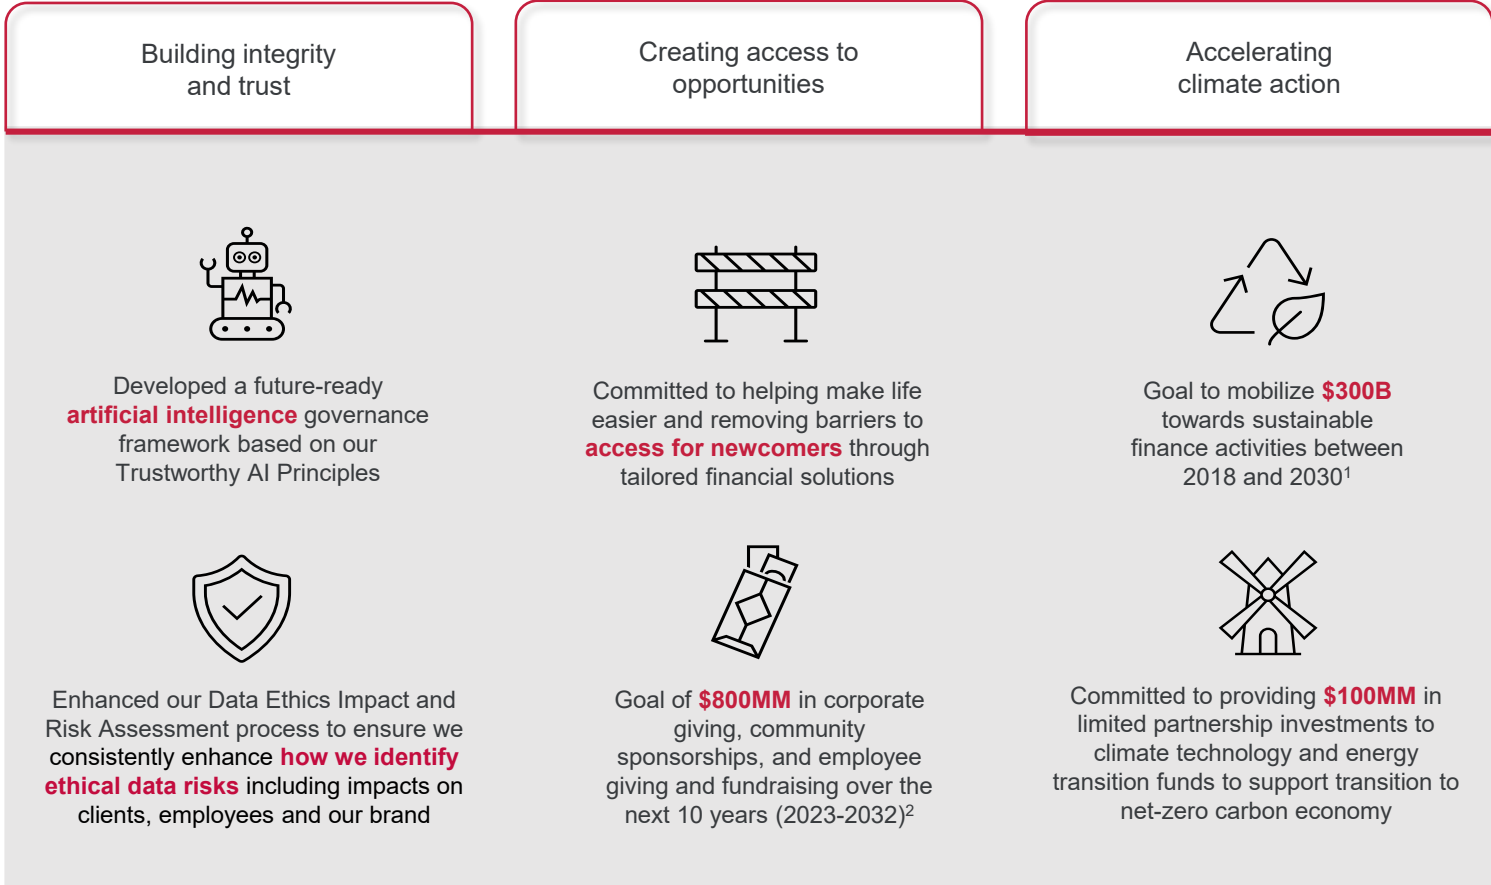 Building integrity
and trust
Developed a future-ready
artificial intelligence governance
framework based on our
Trustworthy AI Principles
Enhanced our Data Ethics Impact and
Risk Assessment process to ensure we
consistently enhance how we identify
ethical data risks including impacts on
clients, employees and our brand
Creating access to
opportunities
Committed to helping make life
easier and removing barriers to
access for newcomers through
tailored financial solutions
Goal of $800MM in corporate
giving, community
sponsorships, and employee
giving and fundraising over the
next 10 years (2023-2032)²
Accelerating
climate action
Goal to mobilize $300B
towards sustainable
finance activities between
2018 and 2030¹
Committed to providing $100MM in
limited partnership investments to
climate technology and energy
transition funds to support transition to
net-zero carbon economy